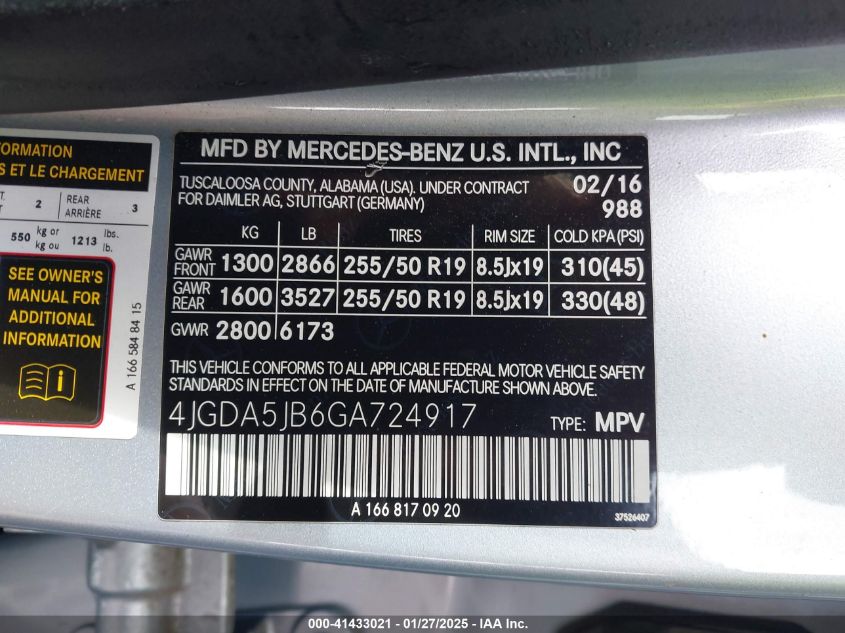 FORMATION
S ET LE CHARGEMENT
2 REAR ARRIÈRE 3
550 kg or kg ou 1213 lbs. lb.
SEE OWNER'S
MANUAL FOR
ADDITIONAL
INFORMATION
A 166 584 84 15
MFD BY MERCEDES-BENZ U.S. INTL., INC
TUSCALOOSA COUNTY, ALABAMA (USA). UNDER CONTRACT 02/16
FOR DAIMLER AG, STUTTGART (GERMANY) 988
KG LB TIRES RIM SIZE COLD KPA(PSI)
GAWR FRONT 1300 2866 255/50 R19 8.5Jx19 310(45)
GAWR REAR 1600 3527 255/50 R19 8.5Jx19 330(48)
GVWR 2800 6173
THIS VEHICLE CONFORMS TO ALL APPLICABLE FEDERAL MOTOR VEHICLE SAFETY
STANDARDS IN EFFECT ON THE DATE OF MANUFACTURE SHOWN ABOVE.
4JGDA5JB6GA724917 TYPE: MPV
A 166 817 09 20
37526407
000-41433021 | 01/27/2025 - IAA Inc.